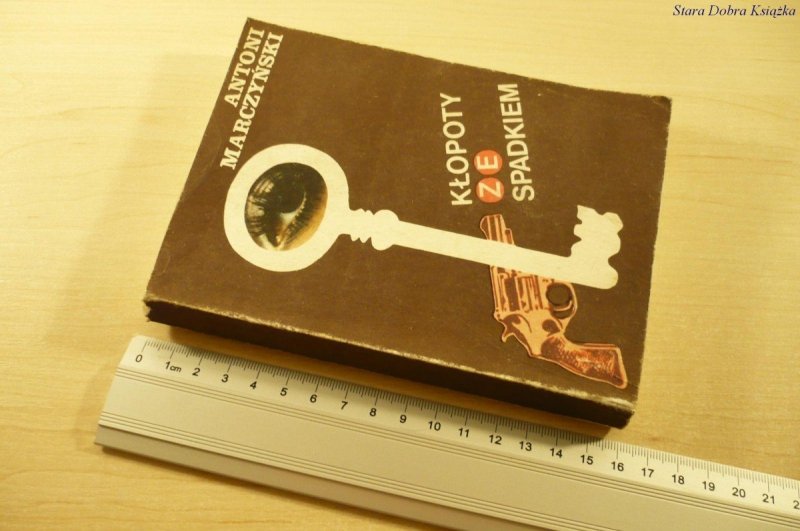 Stara Dobra Książka
ANTONI
MARCZYŃSKI
KŁOPOTY
ZE
SPADKIEM
0 1cm 2 3 4 5 6 7 8 9 10 11 12 13 14 15 16 17 18 19 20 21 2